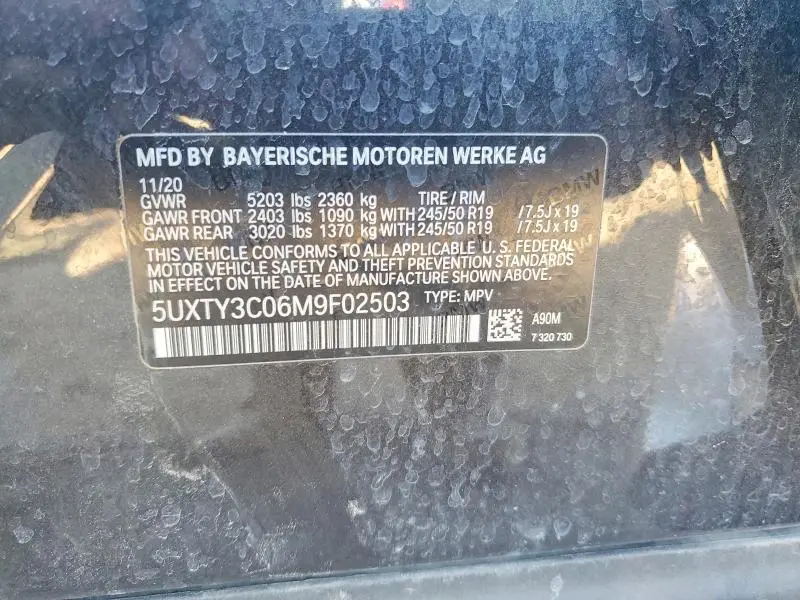 MFD BY BAYERISCHE MOTOREN WERKE AG
11/20
GVWR 5203 lbs 2360 kg TIRE / RIM
GAWR FRONT 2403 lbs 1090 kg WITH 245/50 R19 /7.5J x 19
GAWR REAR 3020 lbs 1370 kg WITH 245/50 R19 /7.5J x 19
THIS VEHICLE CONFORMS TO ALL APPLICABLE U. S. FEDERAL
MOTOR VEHICLE SAFETY AND THEFT PREVENTION STANDARDS
IN EFFECT ON THE DATE OF MANUFACTURE SHOWN ABOVE.
5UXTY3C06M9F02503 TYPE: MPV
A90M
7 320 730